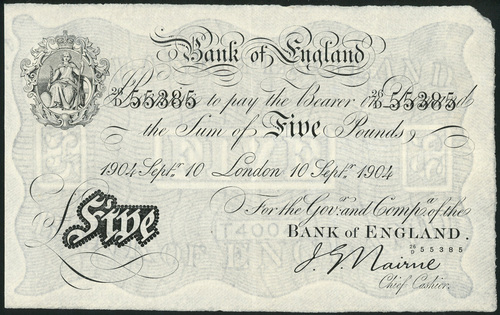 Bank of England
26/D 55385 to pay the Bearer 26/D 55385
the Sum of Five Pounds,
1904 Septr. 10 London 10 Septr. 1904
For the Govr. and Compa. of the
BANK OF ENGLAND.
26/D 55385
£Five
J. G. Nairne
Chief Cashier.